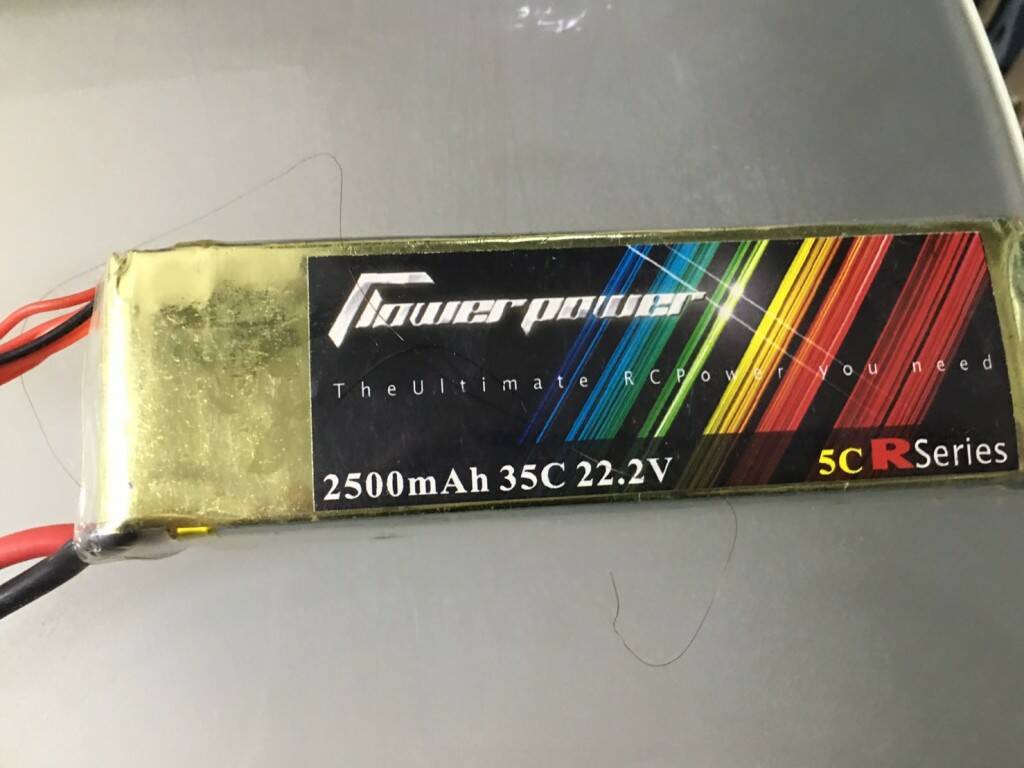 Flowerpower
TheUltimate RCPower you need
2500mAh 35C 22.2V
5C RSeries